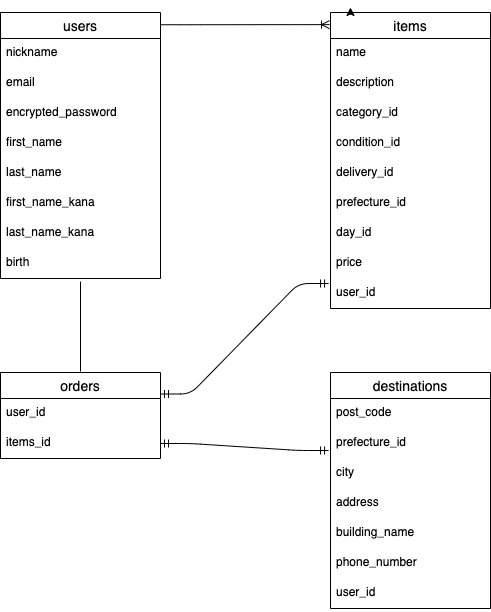 users
nickname
email
encrypted_password
first_name
last_name
first_name_kana
last_name_kana
birth
items
name
description
category_id
condition_id
delivery_id
prefecture_id
day_id
price
user_id
orders
user_id
items_id
destinations
post_code
prefecture_id
city
address
building_name
phone_number
user_id